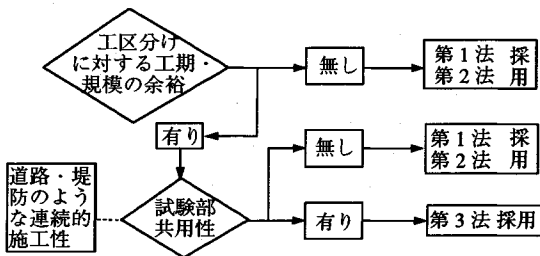 工区分け
に対する工期・
規模の余裕
無し
第1法 採
第2法 用
有り
無し
第1法 採
第2法 用
道路・堤
防のよう
な連続的
施工性
試験部
共用性
有り
第3法採用